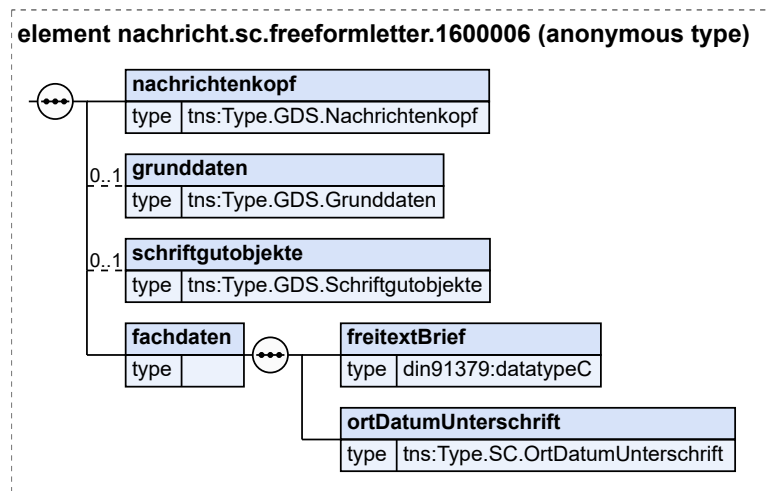 element nachricht.sc.freeformletter.1600006 (anonymous type)
nachrichtenkopf
type tns:Type.GDS.Nachrichtenkopf
0..1
grunddaten
type tns:Type.GDS.Grunddaten
0..1
schriftgutobjekte
type tns:Type.GDS.Schriftgutobjekte
fachdaten
type
freitextBrief
type din91379:datatypeC
ortDatumUnterschrift
type tns:Type.SC.OrtDatumUnterschrift